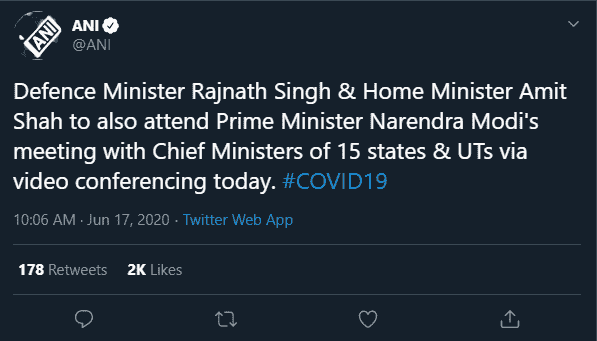 ANI
ANI
@ANI
Defence Minister Rajnath Singh & Home Minister Amit
Shah to also attend Prime Minister Narendra Modi's
meeting with Chief Ministers of 15 states & UTs via
video conferencing today. #COVID19
10:06 AM · Jun 17, 2020 · Twitter Web App
178 Retweets 2K Likes